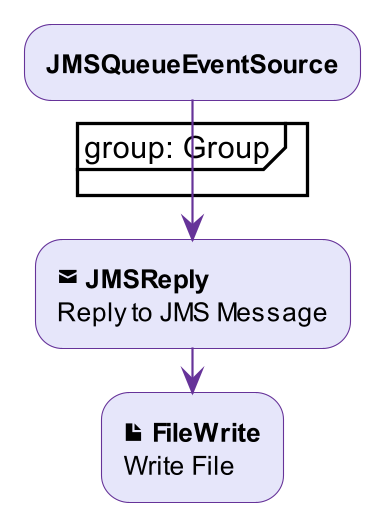 JMSQueueEventSource
group: Group
JMSReply
Reply to JMS Message
FileWrite
Write File